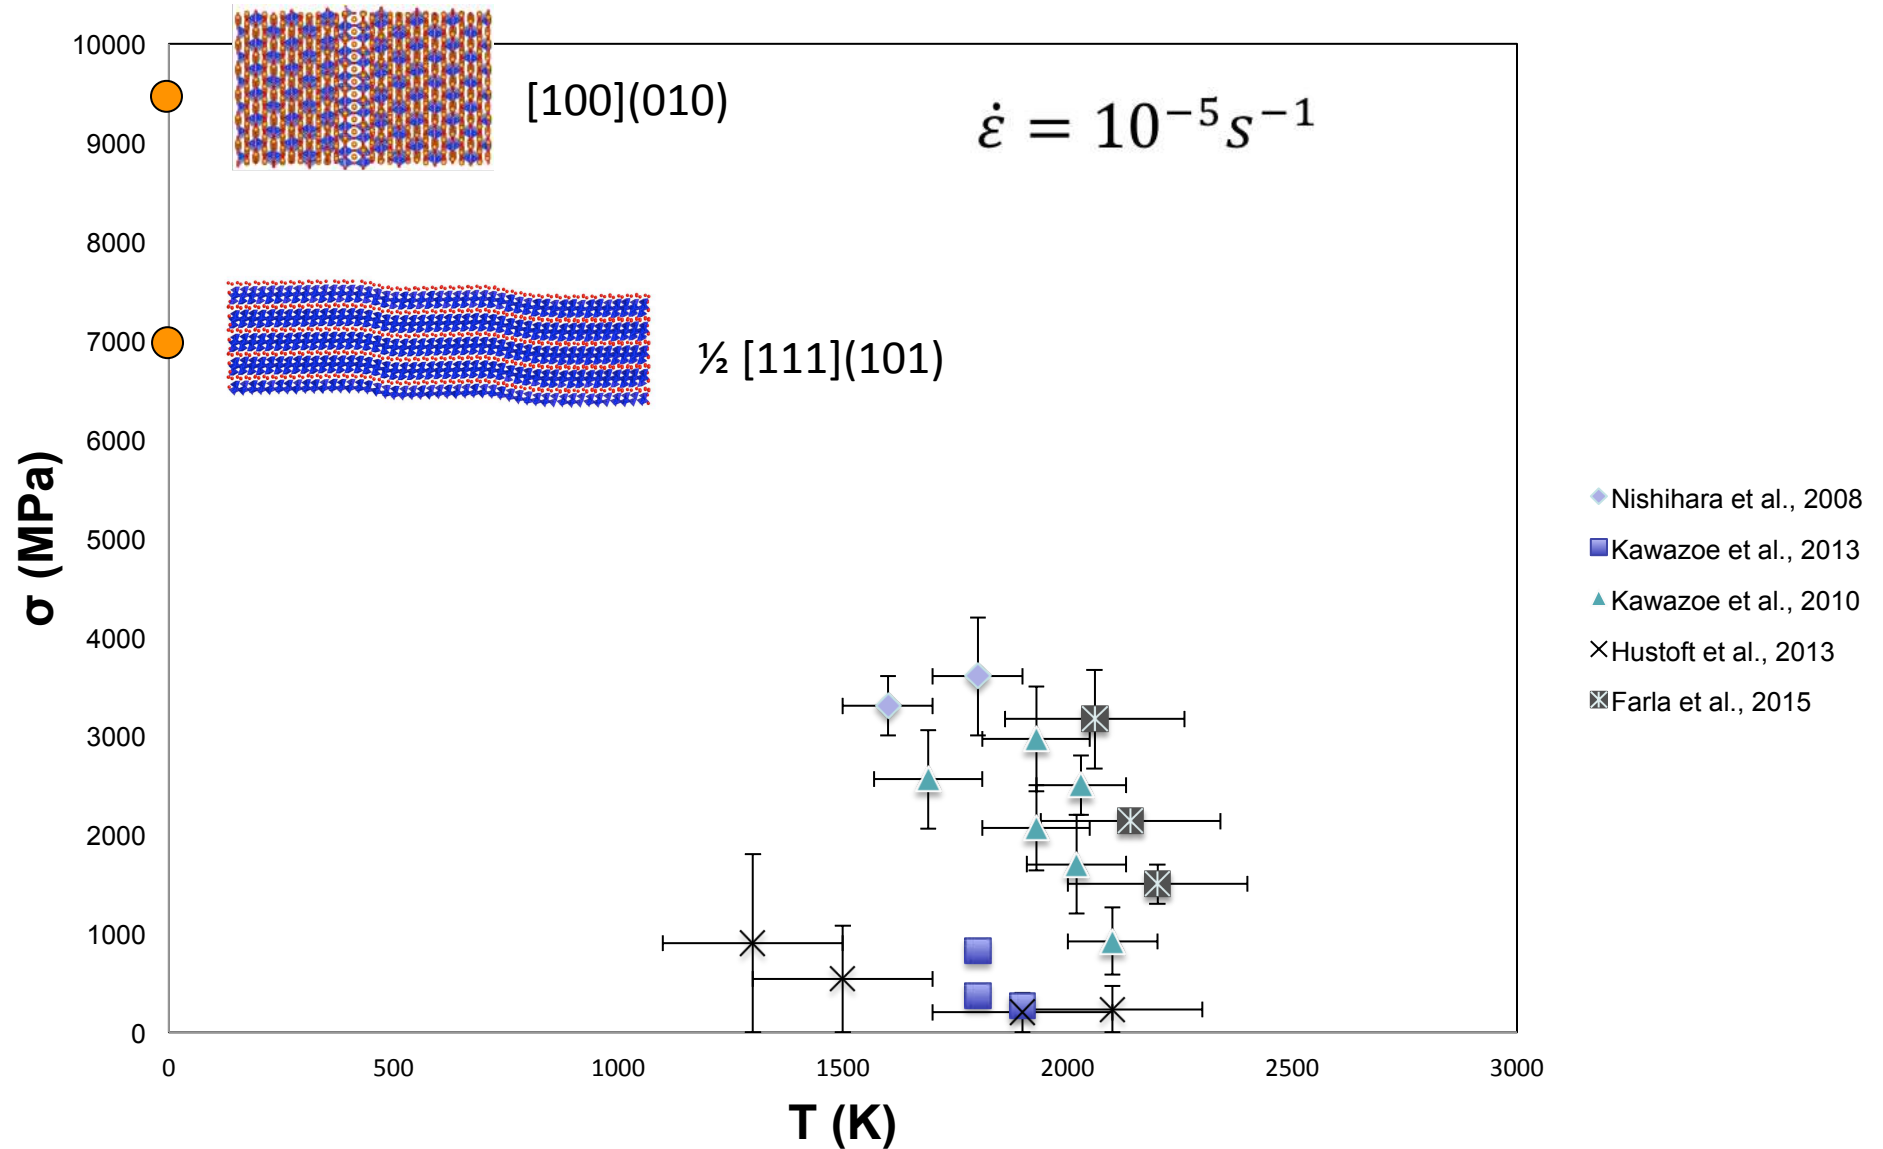 10000
9000
8000
7000
6000
5000
4000
3000
2000
1000
0
σ (MPa)
[100](010)
ε̇ = 10⁻⁵s⁻¹
½ [111](101)
Nishihara et al., 2008
Kawazoe et al., 2013
Kawazoe et al., 2010
Hustoft et al., 2013
Farla et al., 2015
0 500 1000 1500 2000 2500 3000
T (K)